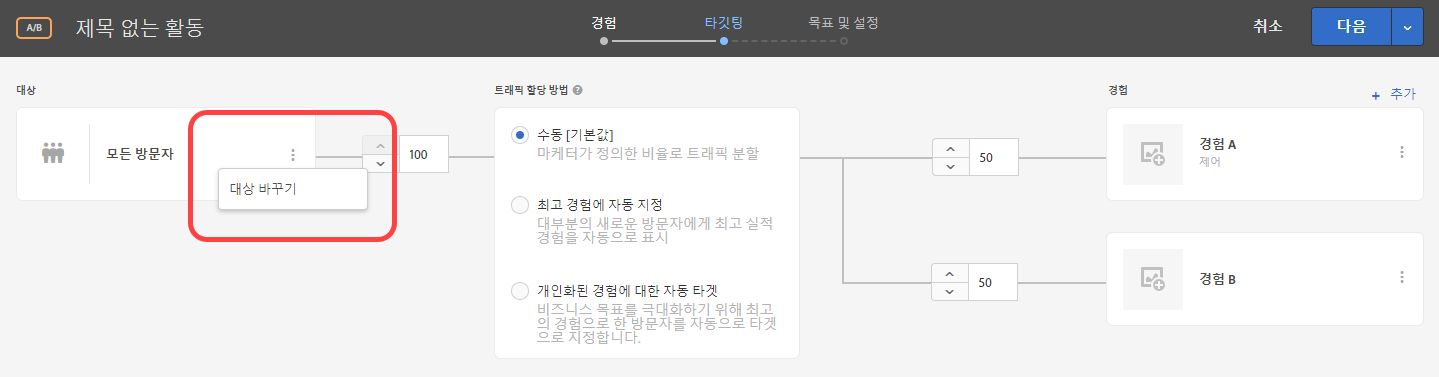 A/B 제목 없는 활동
경험 타깃팅 목표 및 설정
취소 다음
대상
모든 방문자
대상 바꾸기
100
트래픽 할당 방법 ?
수동 [기본값]
마케터가 정의한 비율로 트래픽 분할
최고 경험에 자동 지정
대부분의 새로운 방문자에게 최고 실적
경험을 자동으로 표시
개인화된 경험에 대한 자동 타겟
비즈니스 목표를 극대화하기 위해 최고
의 경험으로 한 방문자를 자동으로 타겟
으로 지정합니다.
50
50
경험
+ 추가
경험 A
제어
경험 B